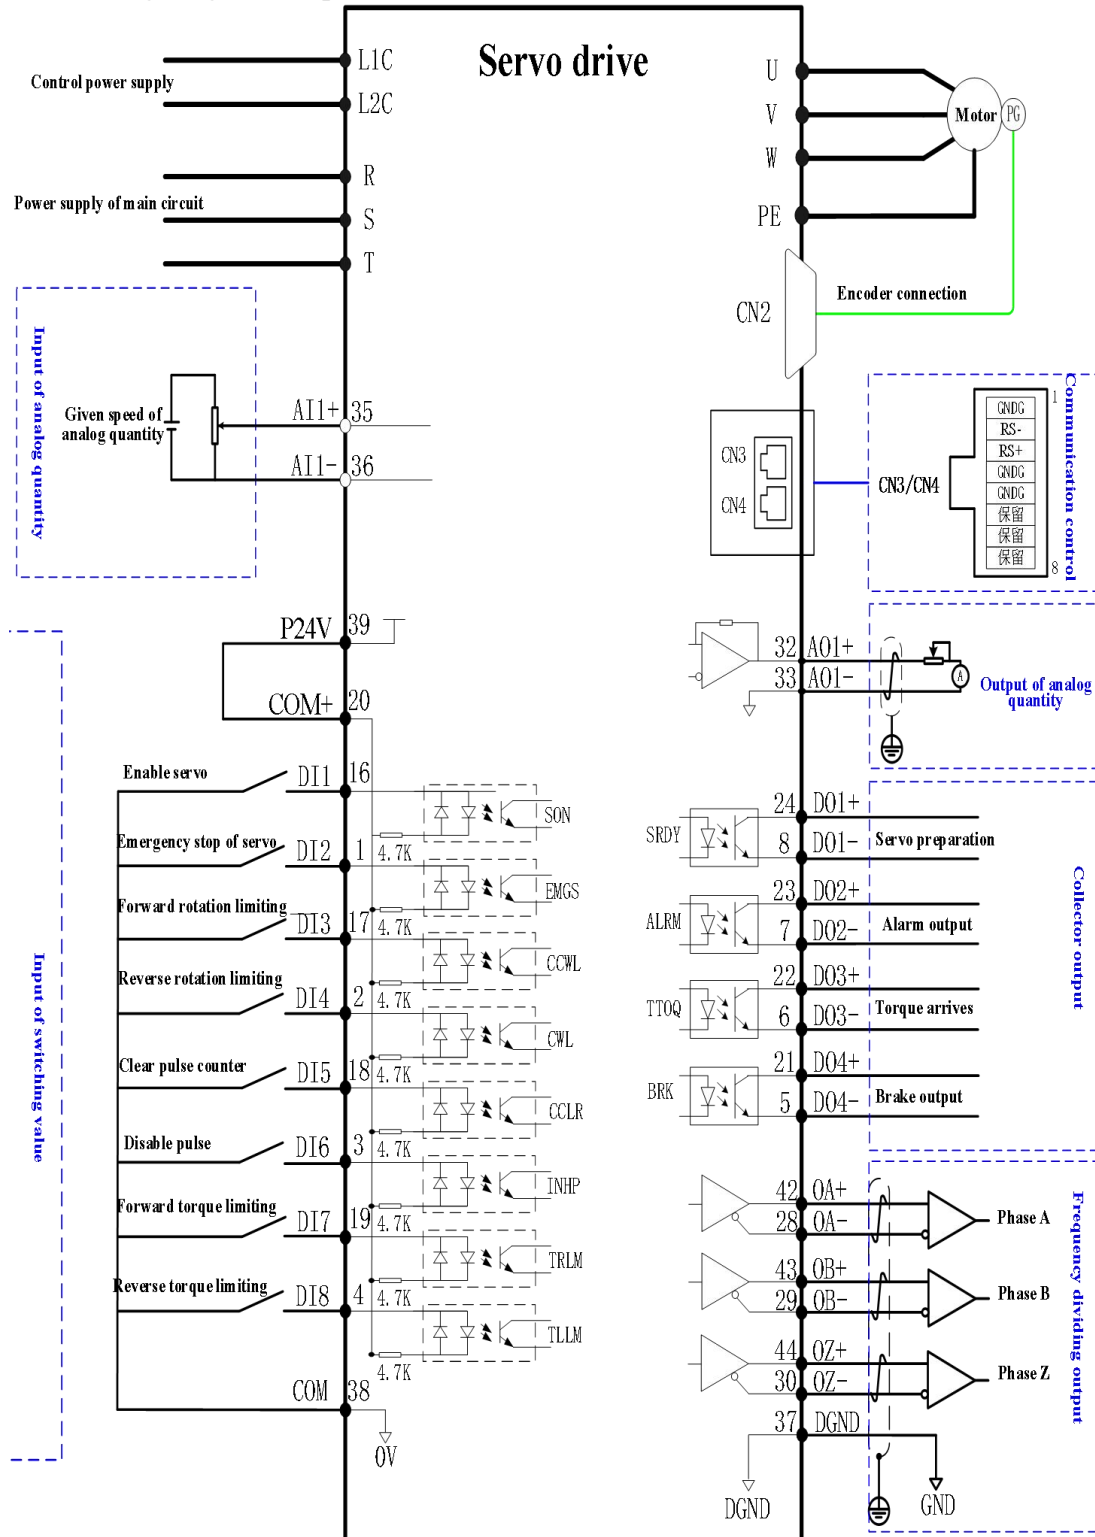 Servo drive
Control power supply
L1C
L2C
Power supply of main circuit
R
S
T
U
V
W
PE
Motor
PG
CN2
Encoder connection
Input of analog quantity
Given speed of
analog quantity
AI1+
35
AI1-
36
CN3
CN4
CN3/CN4
Communication control
1
GNDG
RS-
RS+
GNDG
GNDG
保留
保留
保留
8
Input of switching value
P24V
39
COM+
20
Enable servo
DI1
16
SON
4.7K
Emergency stop of servo
DI2
1
EMGS
4.7K
Forward rotation limiting
DI3
17
CCWL
4.7K
Reverse rotation limiting
DI4
2
CWL
4.7K
Clear pulse counter
DI5
18
CCLR
4.7K
Disable pulse
DI6
3
INHP
4.7K
Forward torque limiting
DI7
19
TRLM
4.7K
Reverse torque limiting
DI8
4
TLLM
4.7K
COM
38
0V
32
AO1+
33
AO1-
A
Output of analog
quantity
Collector output
SRDY
24
DO1+
8
DO1-
Servo preparation
ALRM
23
DO2+
7
DO2-
Alarm output
TTOQ
22
DO3+
6
DO3-
Torque arrives
BRK
21
DO4+
5
DO4-
Brake output
Frequency dividing output
42
OA+
28
OA-
Phase A
43
OB+
29
OB-
Phase B
44
OZ+
30
OZ-
Phase Z
37
DGND
DGND
GND